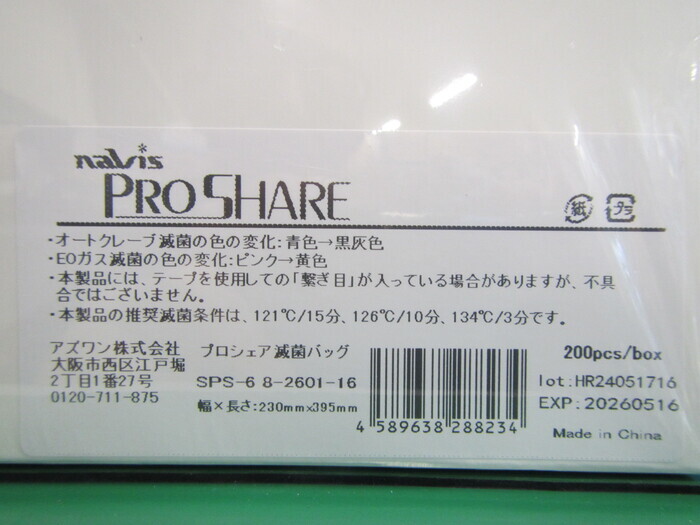 navis
PROSHARE
紙 プラ
・オートクレーブ滅菌の色の変化:青色→黒灰色
・EOガス滅菌の色の変化:ピンク→黄色
・本製品には、テープを使用しての「繋ぎ目」が入っている場合がありますが、不具
合ではございません。
・本製品の推奨滅菌条件は、121℃/15分、126℃/10分、134℃/3分です。
アズワン株式会社
大阪市西区江戸堀
2丁目1番27号
0120-711-875
プロシェア滅菌バッグ
SPS-6 8-2601-16
幅×長さ:230mm×395mm
4 589638 288234
200pcs/box
lot:HR24051716
EXP:20260516
Made in China